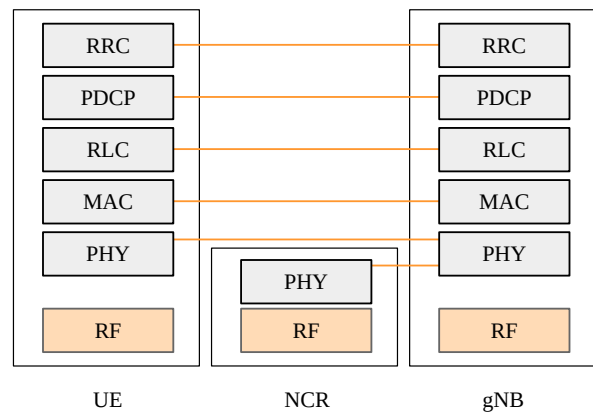 RRC RRC
PDCP PDCP
RLC RLC
MAC MAC
PHY PHY
PHY
RF RF RF
UE NCR gNB